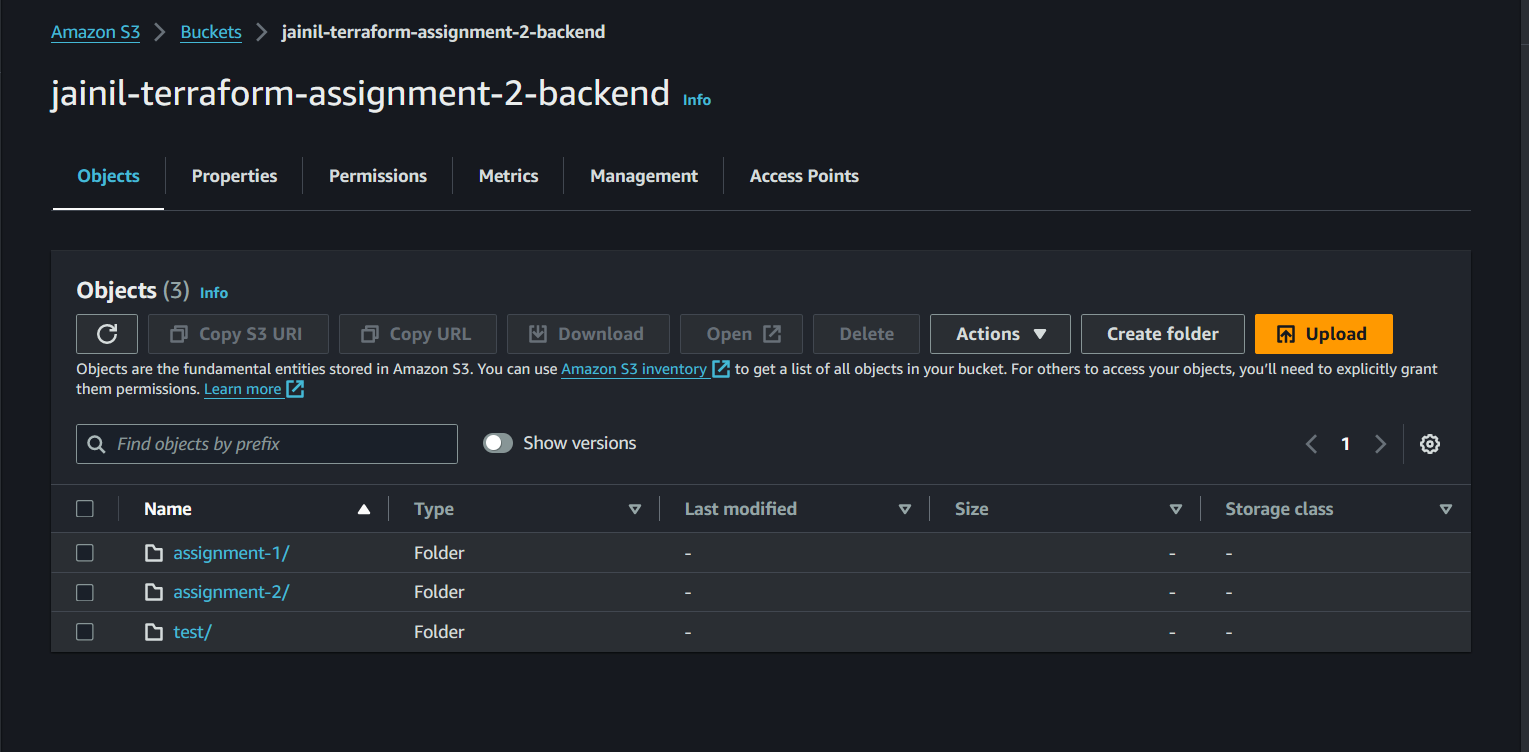 Amazon S3 > Buckets > jainil-terraform-assignment-2-backend
jainil-terraform-assignment-2-backend Info
Objects Properties Permissions Metrics Management Access Points
Objects (3) Info
Copy S3 URI Copy URL Download Open Delete Actions Create folder Upload
Objects are the fundamental entities stored in Amazon S3. You can use Amazon S3 inventory to get a list of all objects in your bucket. For others to access your objects, you’ll need to explicitly grant
them permissions. Learn more
Find objects by prefix Show versions 1
Name Type Last modified Size Storage class
assignment-1/ Folder - - -
assignment-2/ Folder - - -
test/ Folder - - -